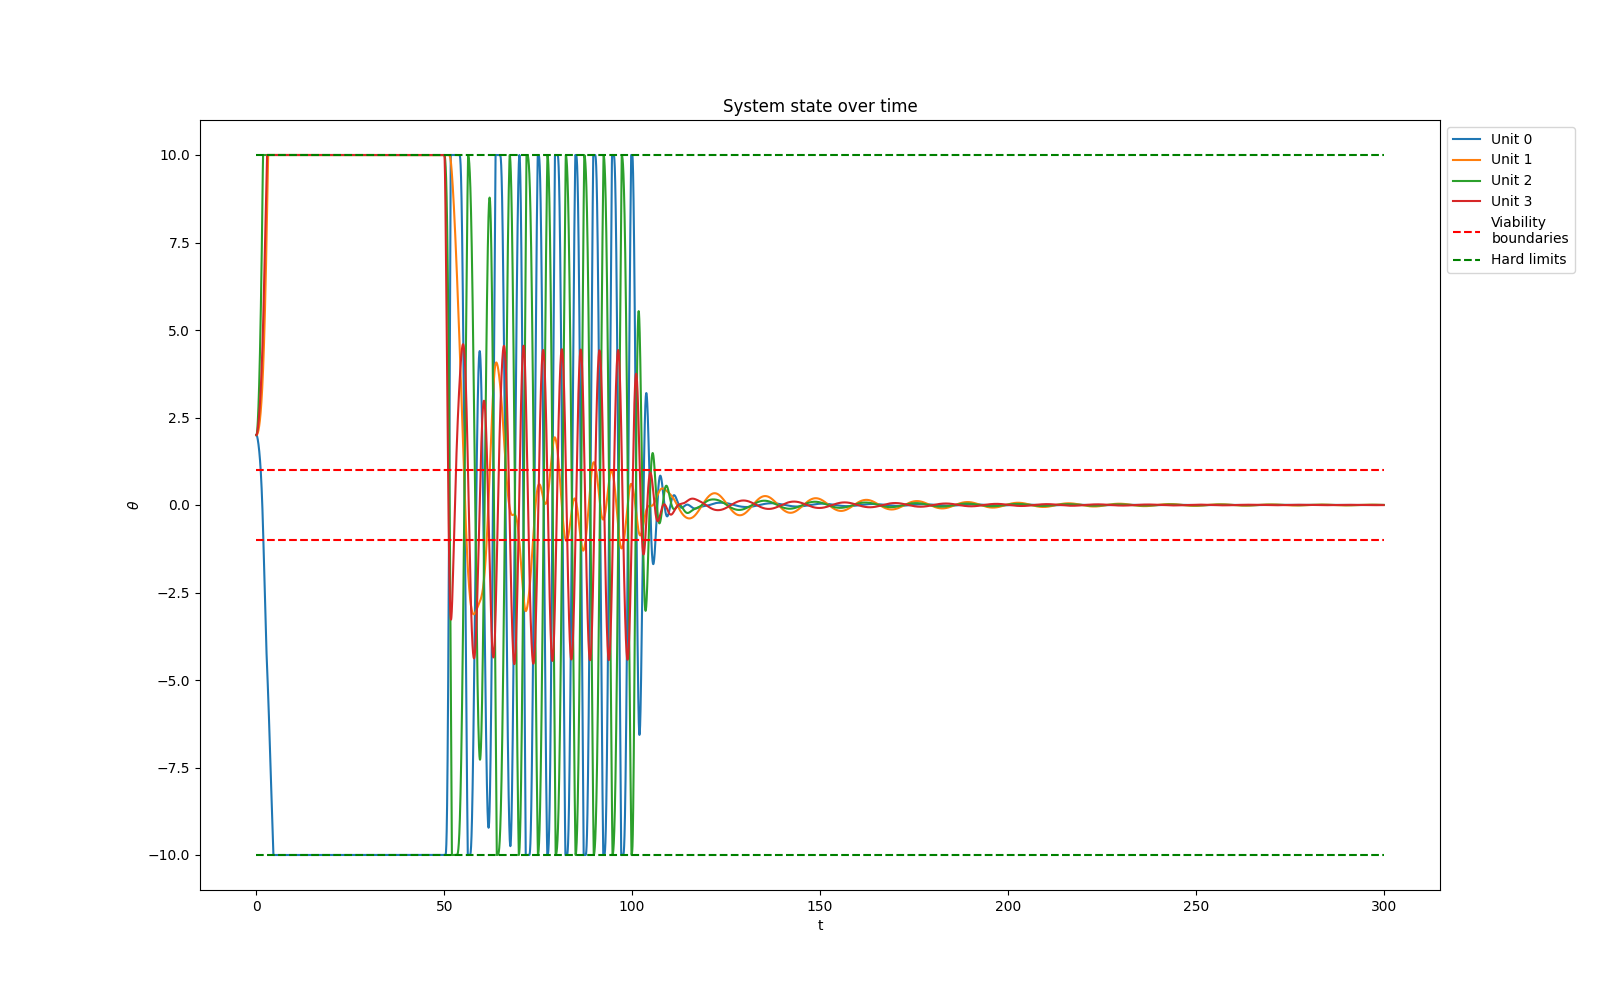 System state over time
10.0
7.5
5.0
2.5
0.0
−2.5
−5.0
−7.5
−10.0
θ
0
50
100
150
200
250
300
t
Unit 0
Unit 1
Unit 2
Unit 3
Viability
boundaries
Hard limits